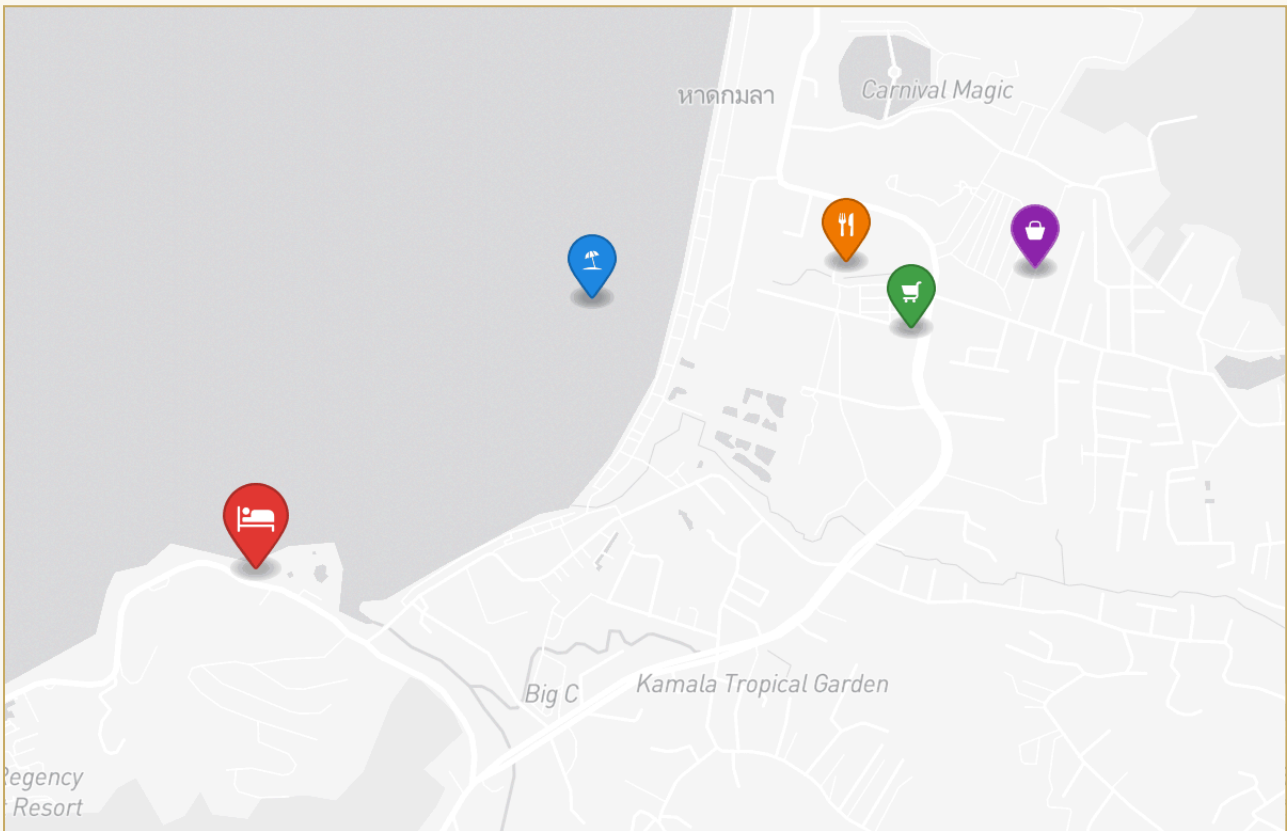 Carnival Magic
หาดกมลา
Big C
Kamala Tropical Garden
Regency
Resort